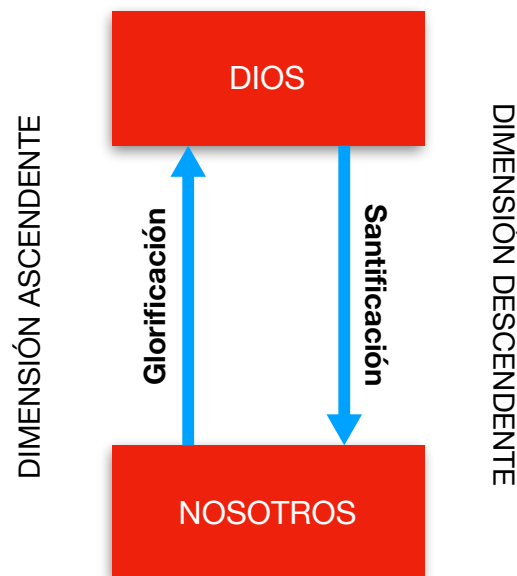 DIOS
DIMENSIÓN ASCENDENTE
Glorificación
Santificación
DIMENSIÓN DESCENDENTE
NOSOTROS